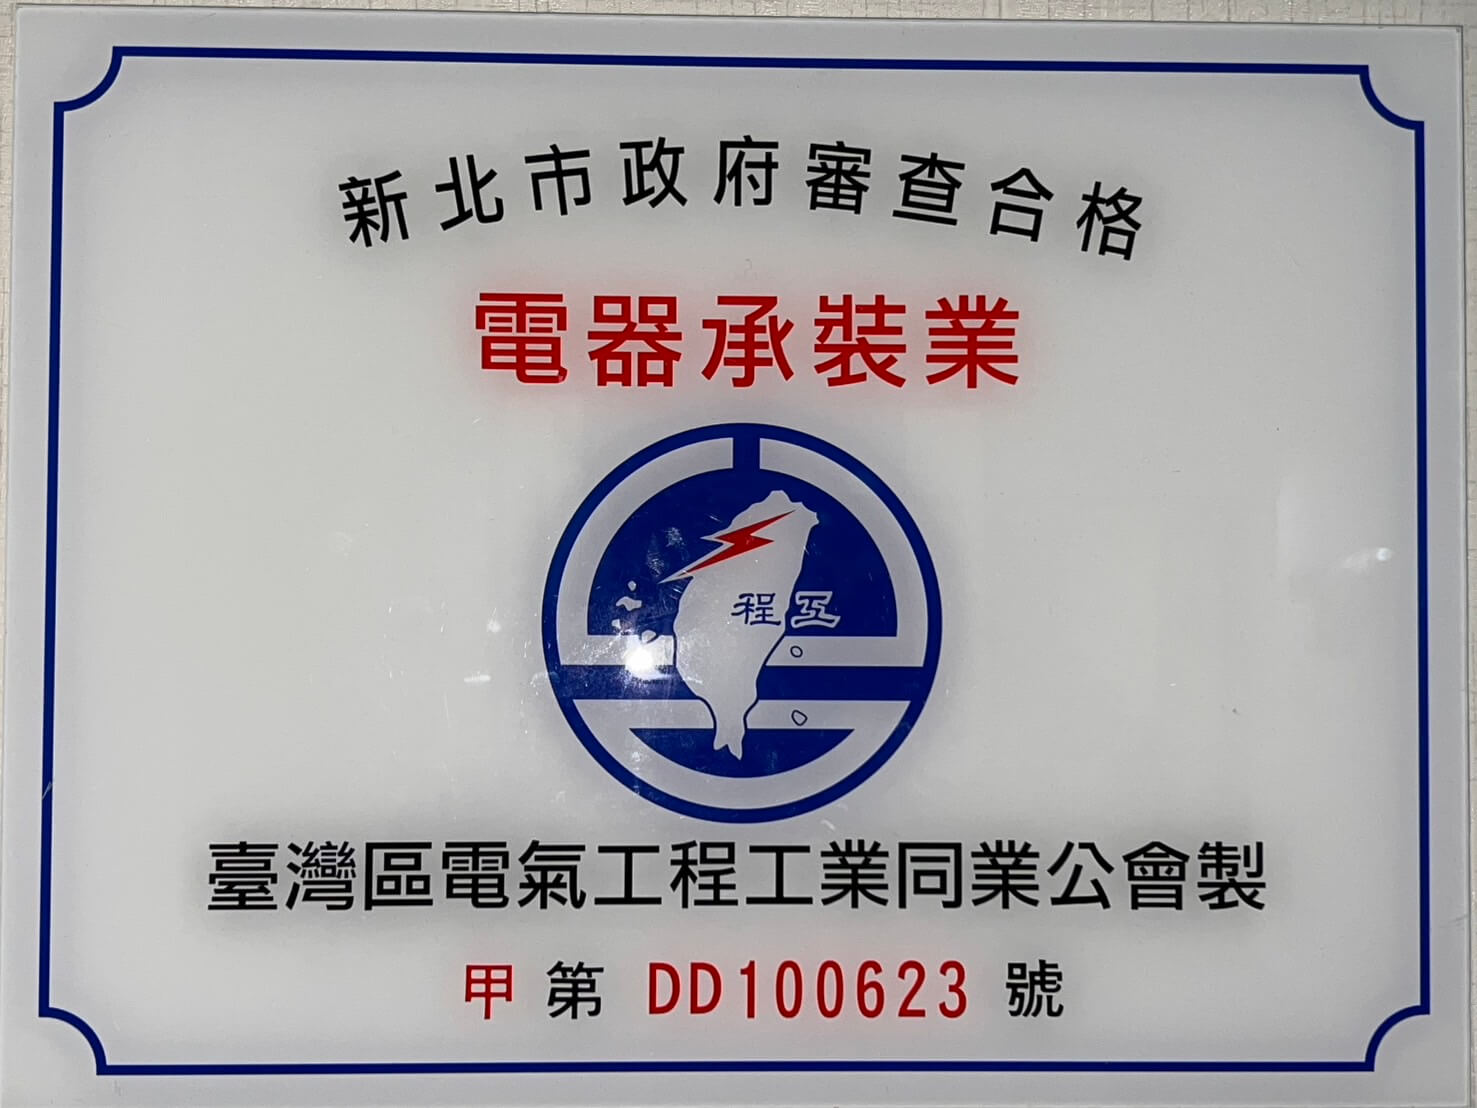 新北市政府審查合格
電器承裝業
程工
臺灣區電氣工程工業同業公會製
甲 第 DD100623 號